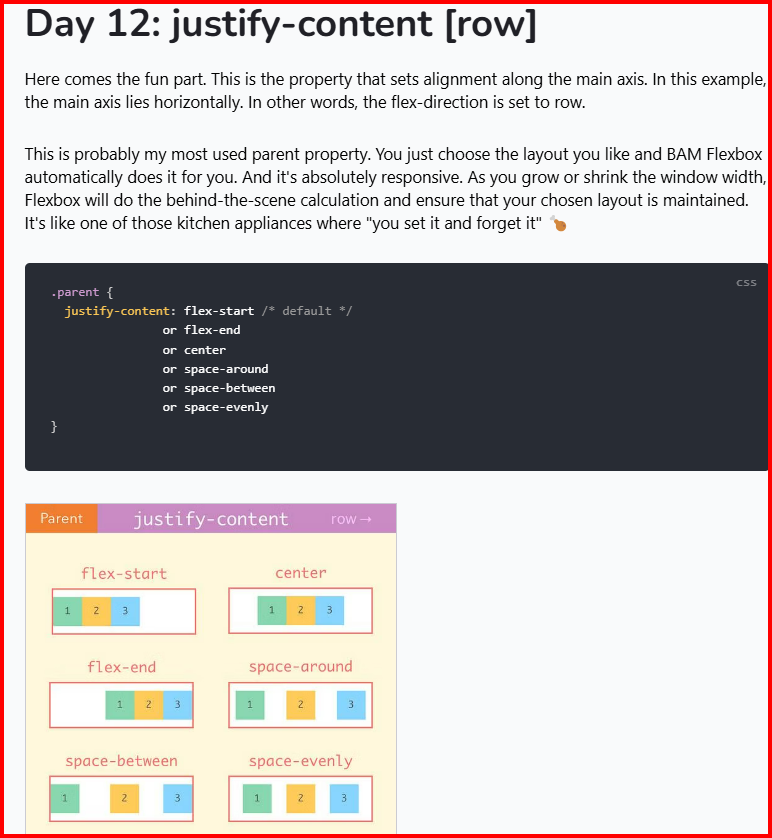 Day 12: justify-content [row]
Here comes the fun part. This is the property that sets alignment along the main axis. In this example,
the main axis lies horizontally. In other words, the flex-direction is set to row.
This is probably my most used parent property. You just choose the layout you like and BAM Flexbox
automatically does it for you. And it's absolutely responsive. As you grow or shrink the window width,
Flexbox will do the behind-the-scene calculation and ensure that your chosen layout is maintained.
It's like one of those kitchen appliances where "you set it and forget it" 🍗
css
.parent {
  justify-content: flex-start /* default */
                or flex-end
                or center
                or space-around
                or space-between
                or space-evenly
}
Parent justify-content row→
flex-start center
1 2 3 1 2 3
flex-end space-around
1 2 3 1 2 3
space-between space-evenly
1 2 3 1 2 3